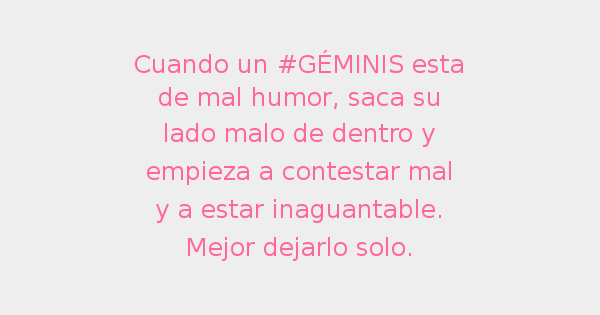 Cuando un #GÉMINIS esta
de mal humor, saca su
lado malo de dentro y
empieza a contestar mal
y a estar inaguantable.
Mejor dejarlo solo.